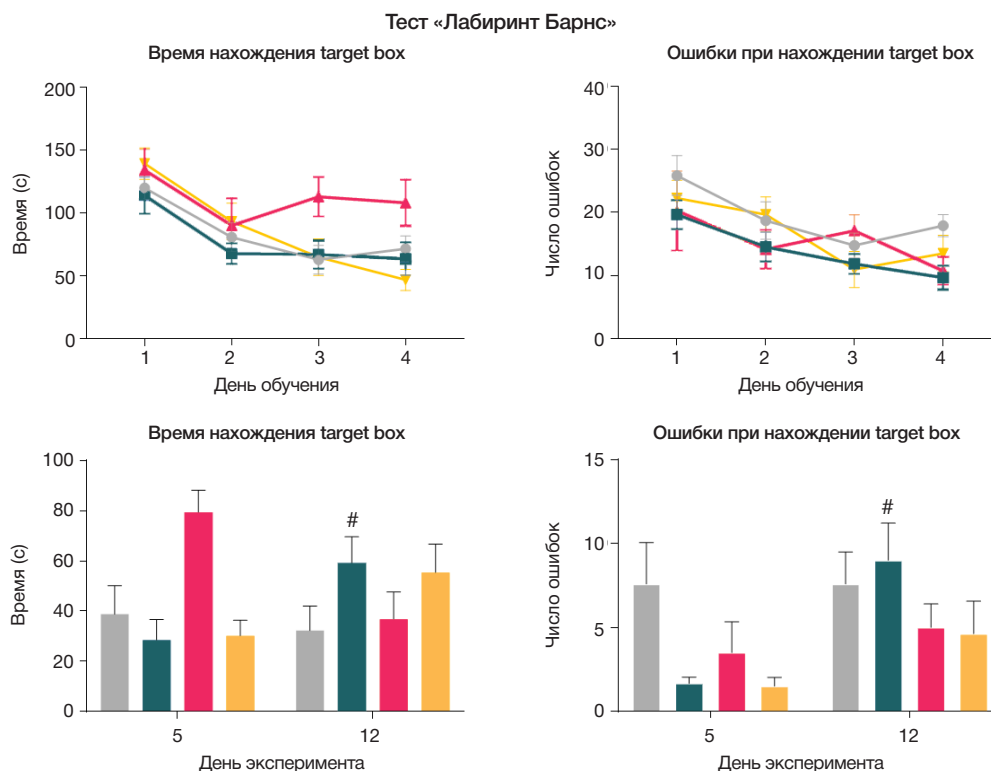 Тест «Лабиринт Барнс»
Время нахождения target box
200
150
100
50
0
Время (с)
1 2 3 4
День обучения
Ошибки при нахождении target box
40
30
20
10
0
Число ошибок
1 2 3 4
День обучения
Время нахождения target box
100
80
60
40
20
0
Время (с)
#
5 12
День эксперимента
Ошибки при нахождении target box
15
10
5
0
Число ошибок
#
5 12
День эксперимента